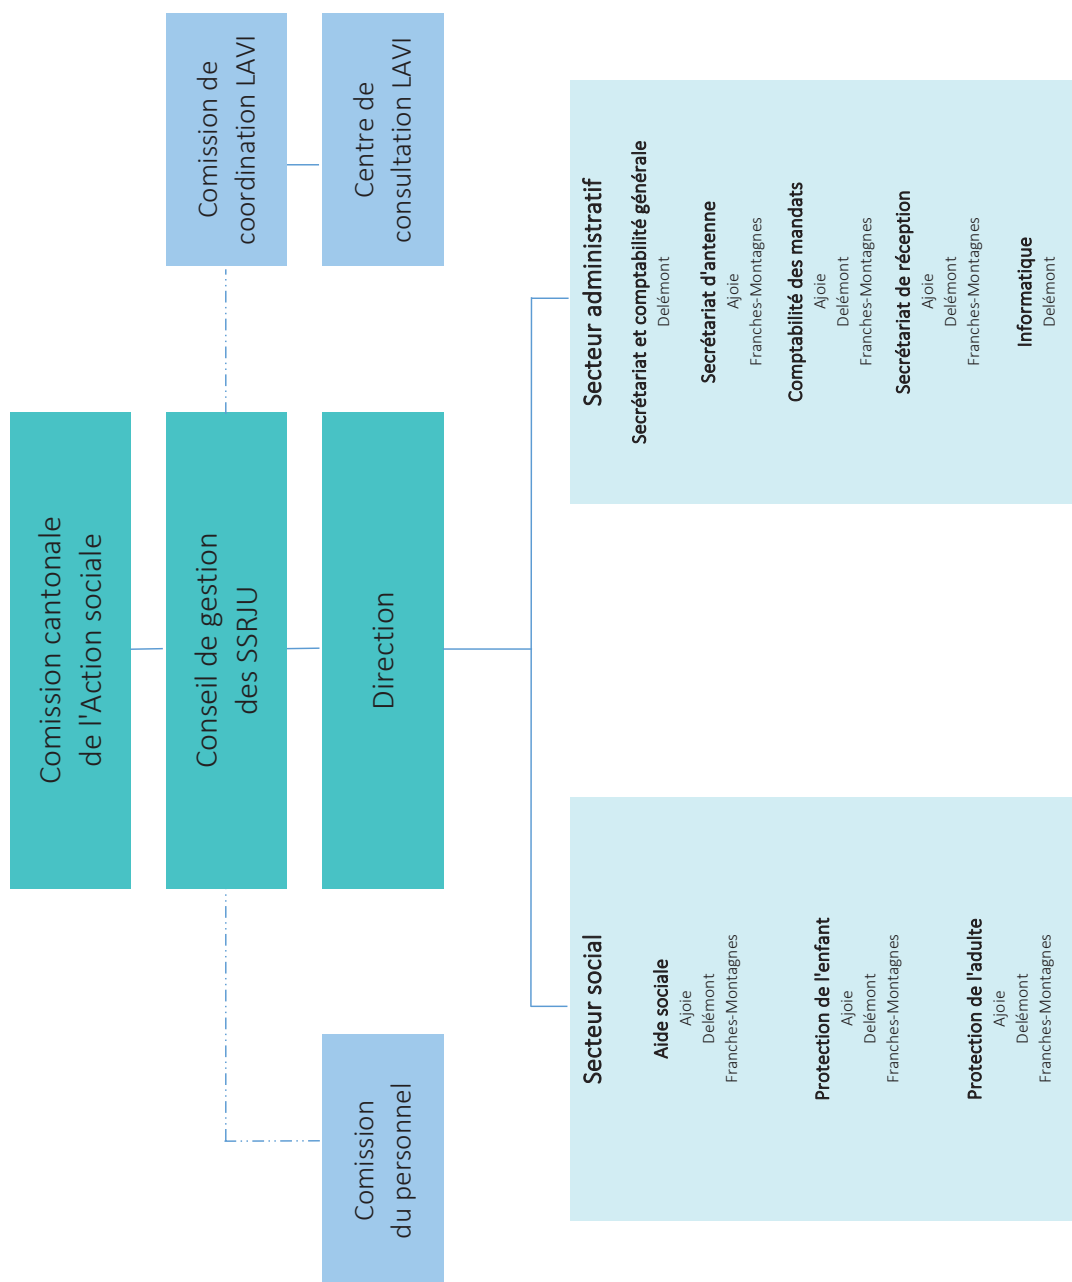 Comission cantonale
de l'Action sociale
Conseil de gestion
des SSRJU
Comission de
coordination LAVI
Direction
Centre de
consultation LAVI
Comission
du personnel
Secteur social
Aide sociale
Ajoie
Delémont
Franches-Montagnes
Protection de l'enfant
Ajoie
Delémont
Franches-Montagnes
Protection de l'adulte
Ajoie
Delémont
Franches-Montagnes
Secteur administratif
Secrétariat et comptabilité générale
Delémont
Secrétariat d'antenne
Ajoie
Franches-Montagnes
Comptabilité des mandats
Ajoie
Delémont
Franches-Montagnes
Secrétariat de réception
Ajoie
Delémont
Franches-Montagnes
Informatique
Delémont